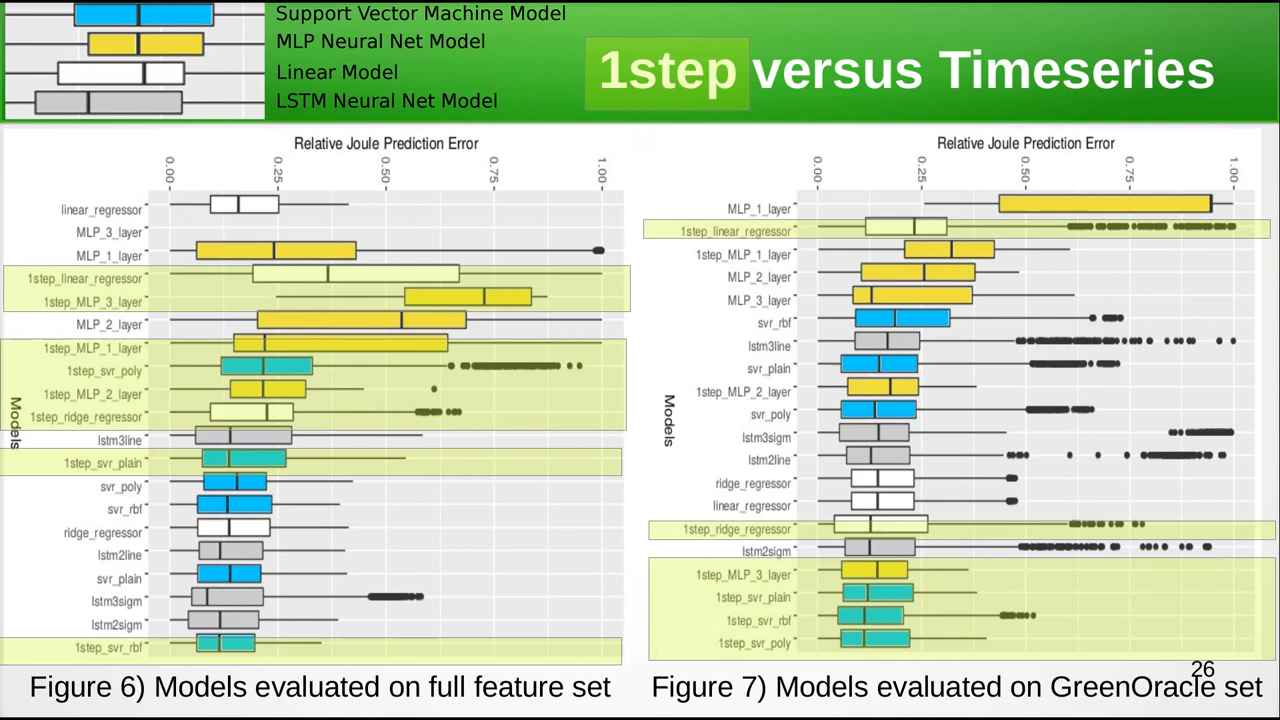 Support Vector Machine Model
MLP Neural Net Model
Linear Model
LSTM Neural Net Model
1step versus Timeseries
Relative Joule Prediction Error
0.00
0.25
0.50
0.75
1.00
linear_regressor
MLP_3_layer
MLP_1_layer
1step_linear_regressor
1step_MLP_3_layer
MLP_2_layer
1step_MLP_1_layer
1step_svr_poly
1step_MLP_2_layer
1step_ridge_regressor
lstm3line
1step_svr_plain
svr_poly
svr_rbf
ridge_regressor
lstm2line
svr_plain
lstm3sigm
lstm2sigm
1step_svr_rbf
Models
Figure 6) Models evaluated on full feature set
Relative Joule Prediction Error
0.00
0.25
0.50
0.75
1.00
MLP_1_layer
1step_linear_regressor
1step_MLP_1_layer
MLP_2_layer
MLP_3_layer
svr_rbf
lstm3line
svr_plain
1step_MLP_2_layer
svr_poly
lstm3sigm
lstm2line
ridge_regressor
linear_regressor
1step_ridge_regressor
lstm2sigm
1step_MLP_3_layer
1step_svr_plain
1step_svr_rbf
1step_svr_poly
Models
Figure 7) Models evaluated on GreenOracle set
26